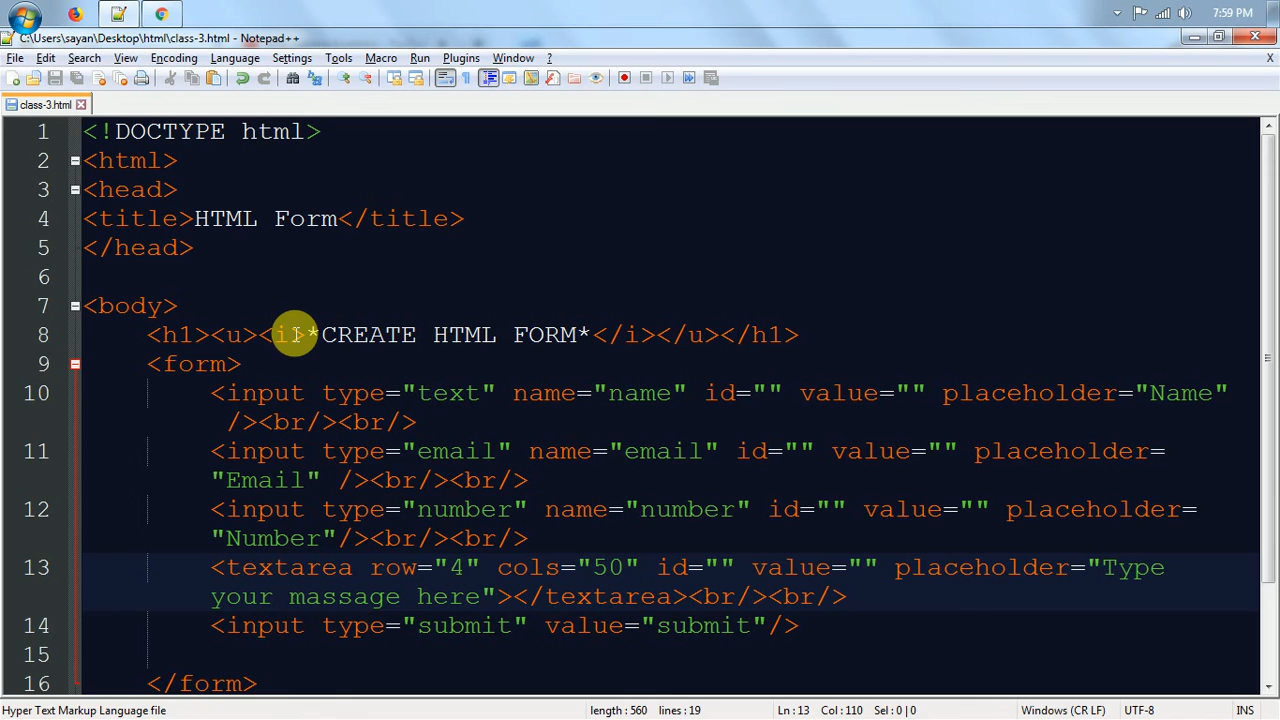 7:59 PM
C:\Users\sayan\Desktop\html\class-3.html - Notepad++
File Edit Search View Encoding Language Settings Tools Macro Run Plugins Window ? X
class-3.html
1 <!DOCTYPE html>
2 <html>
3 <head>
4 <title>HTML Form</title>
5 </head>
6
7 <body>
8 <h1><u><i>*CREATE HTML FORM*</i></u></h1>
9 <form>
10 <input type="text" name="name" id="" value="" placeholder="Name"
/><br/><br/>
11 <input type="email" name="email" id="" value="" placeholder=
"Email" /><br/><br/>
12 <input type="number" name="number" id="" value="" placeholder=
"Number"/><br/><br/>
13 <textarea row="4" cols="50" id="" value="" placeholder="Type
your massage here"></textarea><br/><br/>
14 <input type="submit" value="submit"/>
15
16 </form>
Hyper Text Markup Language file length : 560 lines : 19 Ln : 13 Col : 110 Sel : 0 | 0 Windows (CR LF) UTF-8 INS